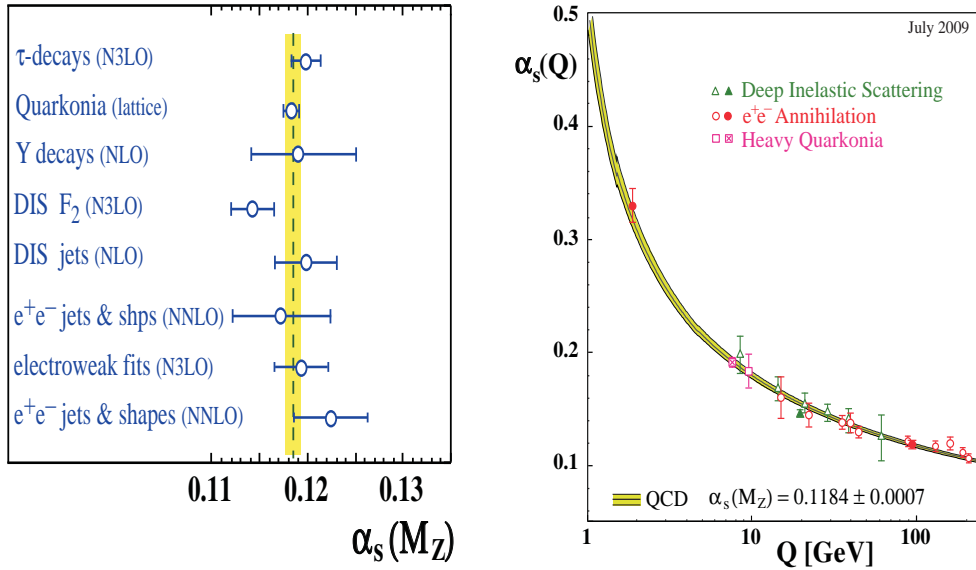 τ-decays (N3LO)
Quarkonia (lattice)
Υ decays (NLO)
DIS F₂ (N3LO)
DIS jets (NLO)
e⁺e⁻ jets & shps (NNLO)
electroweak fits (N3LO)
e⁺e⁻ jets & shapes (NNLO)
0.11 0.12 0.13
αₛ(M_Z)
0.5
July 2009
αₛ(Q)
Deep Inelastic Scattering
e⁺e⁻ Annihilation
Heavy Quarkonia
0.4
0.3
0.2
0.1
QCD αₛ(M_Z) = 0.1184 ± 0.0007
1 10 100
Q [GeV]